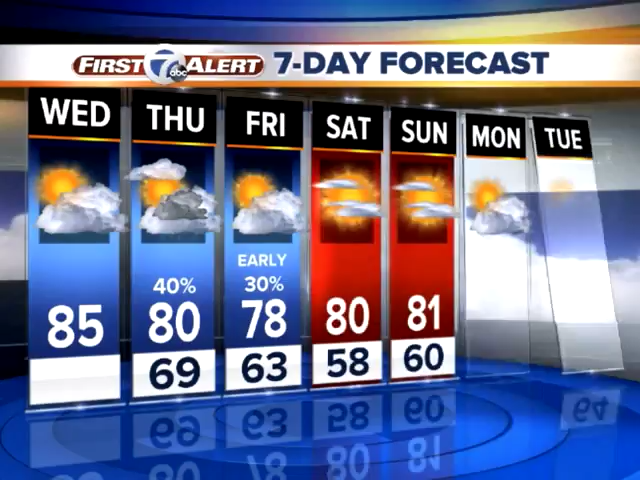 FIRST 7 abc ALERT 7-DAY FORECAST
WED THU FRI SAT SUN MON TUE
EARLY
40% 30%
85 80 78 80 81
69 63 58 60
64